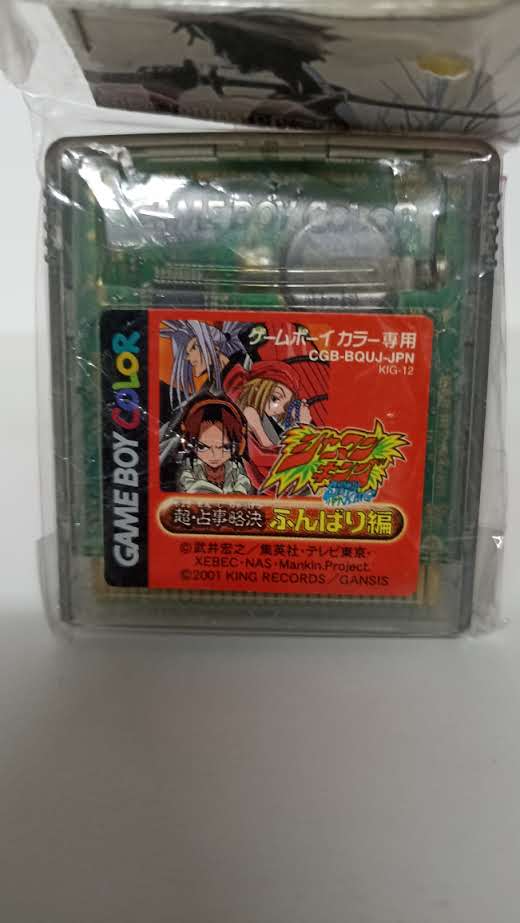 GAME BOY COLOR
GAME BOY COLOR
ゲームボーイカラー専用
CGB-BQUJ-JPN
KIG-12
シャーマン
キング
超・占事略決 ふんばり編
©武井宏之／集英社・テレビ東京・
XEBEC・NAS・Mankin.Project.
©2001 KING RECORDS／GANSIS